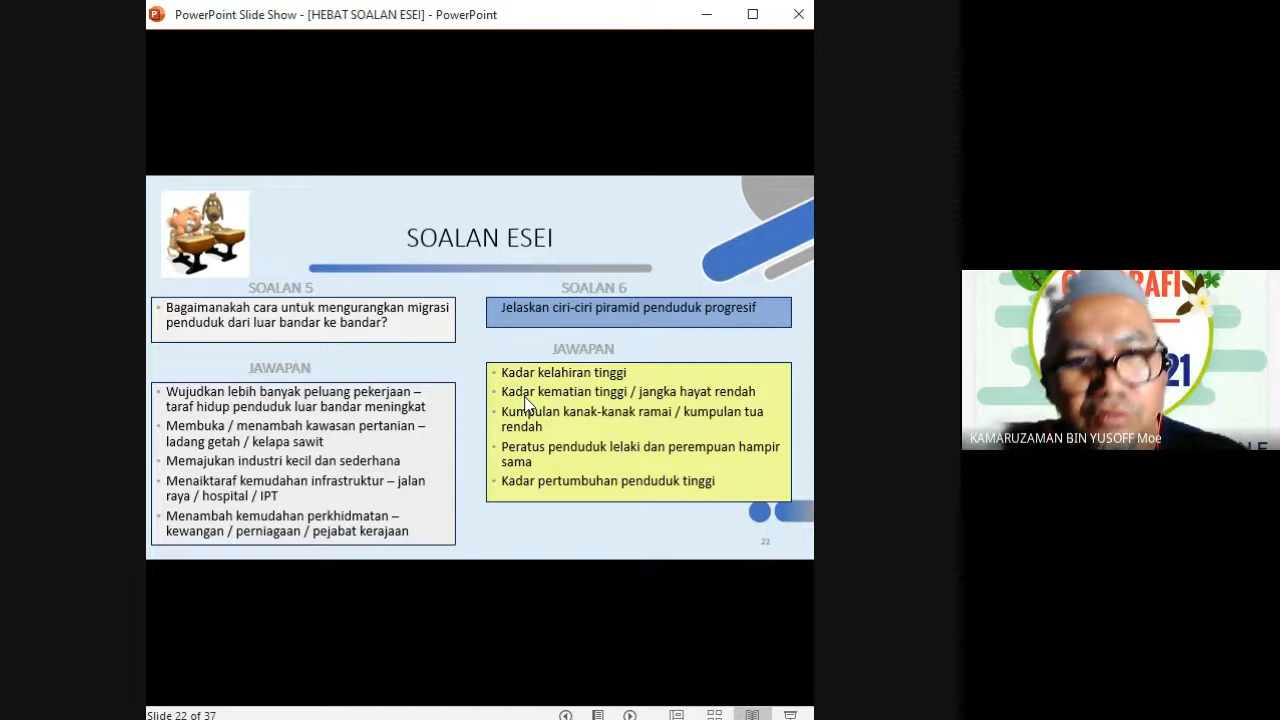 PowerPoint Slide Show - [HEBAT SOALAN ESEI] - PowerPoint
SOALAN ESEI
SOALAN 5
Bagaimanakah cara untuk mengurangkan migrasi
penduduk dari luar bandar ke bandar?
JAWAPAN
Wujudkan lebih banyak peluang pekerjaan –
taraf hidup penduduk luar bandar meningkat
Membuka / menambah kawasan pertanian –
ladang getah / kelapa sawit
Memajukan industri kecil dan sederhana
Menaiktaraf kemudahan infrastruktur – jalan
raya / hospital / IPT
Menambah kemudahan perkhidmatan –
kewangan / perniagaan / pejabat kerajaan
SOALAN 6
Jelaskan ciri-ciri piramid penduduk progresif
JAWAPAN
Kadar kelahiran tinggi
Kadar kematian tinggi / jangka hayat rendah
Kumpulan kanak-kanak ramai / kumpulan tua
rendah
Peratus penduduk lelaki dan perempuan hampir
sama
Kadar pertumbuhan penduduk tinggi
22
Slide 22 of 37
21
KAMARUZAMAN BIN YUSOFF Moe